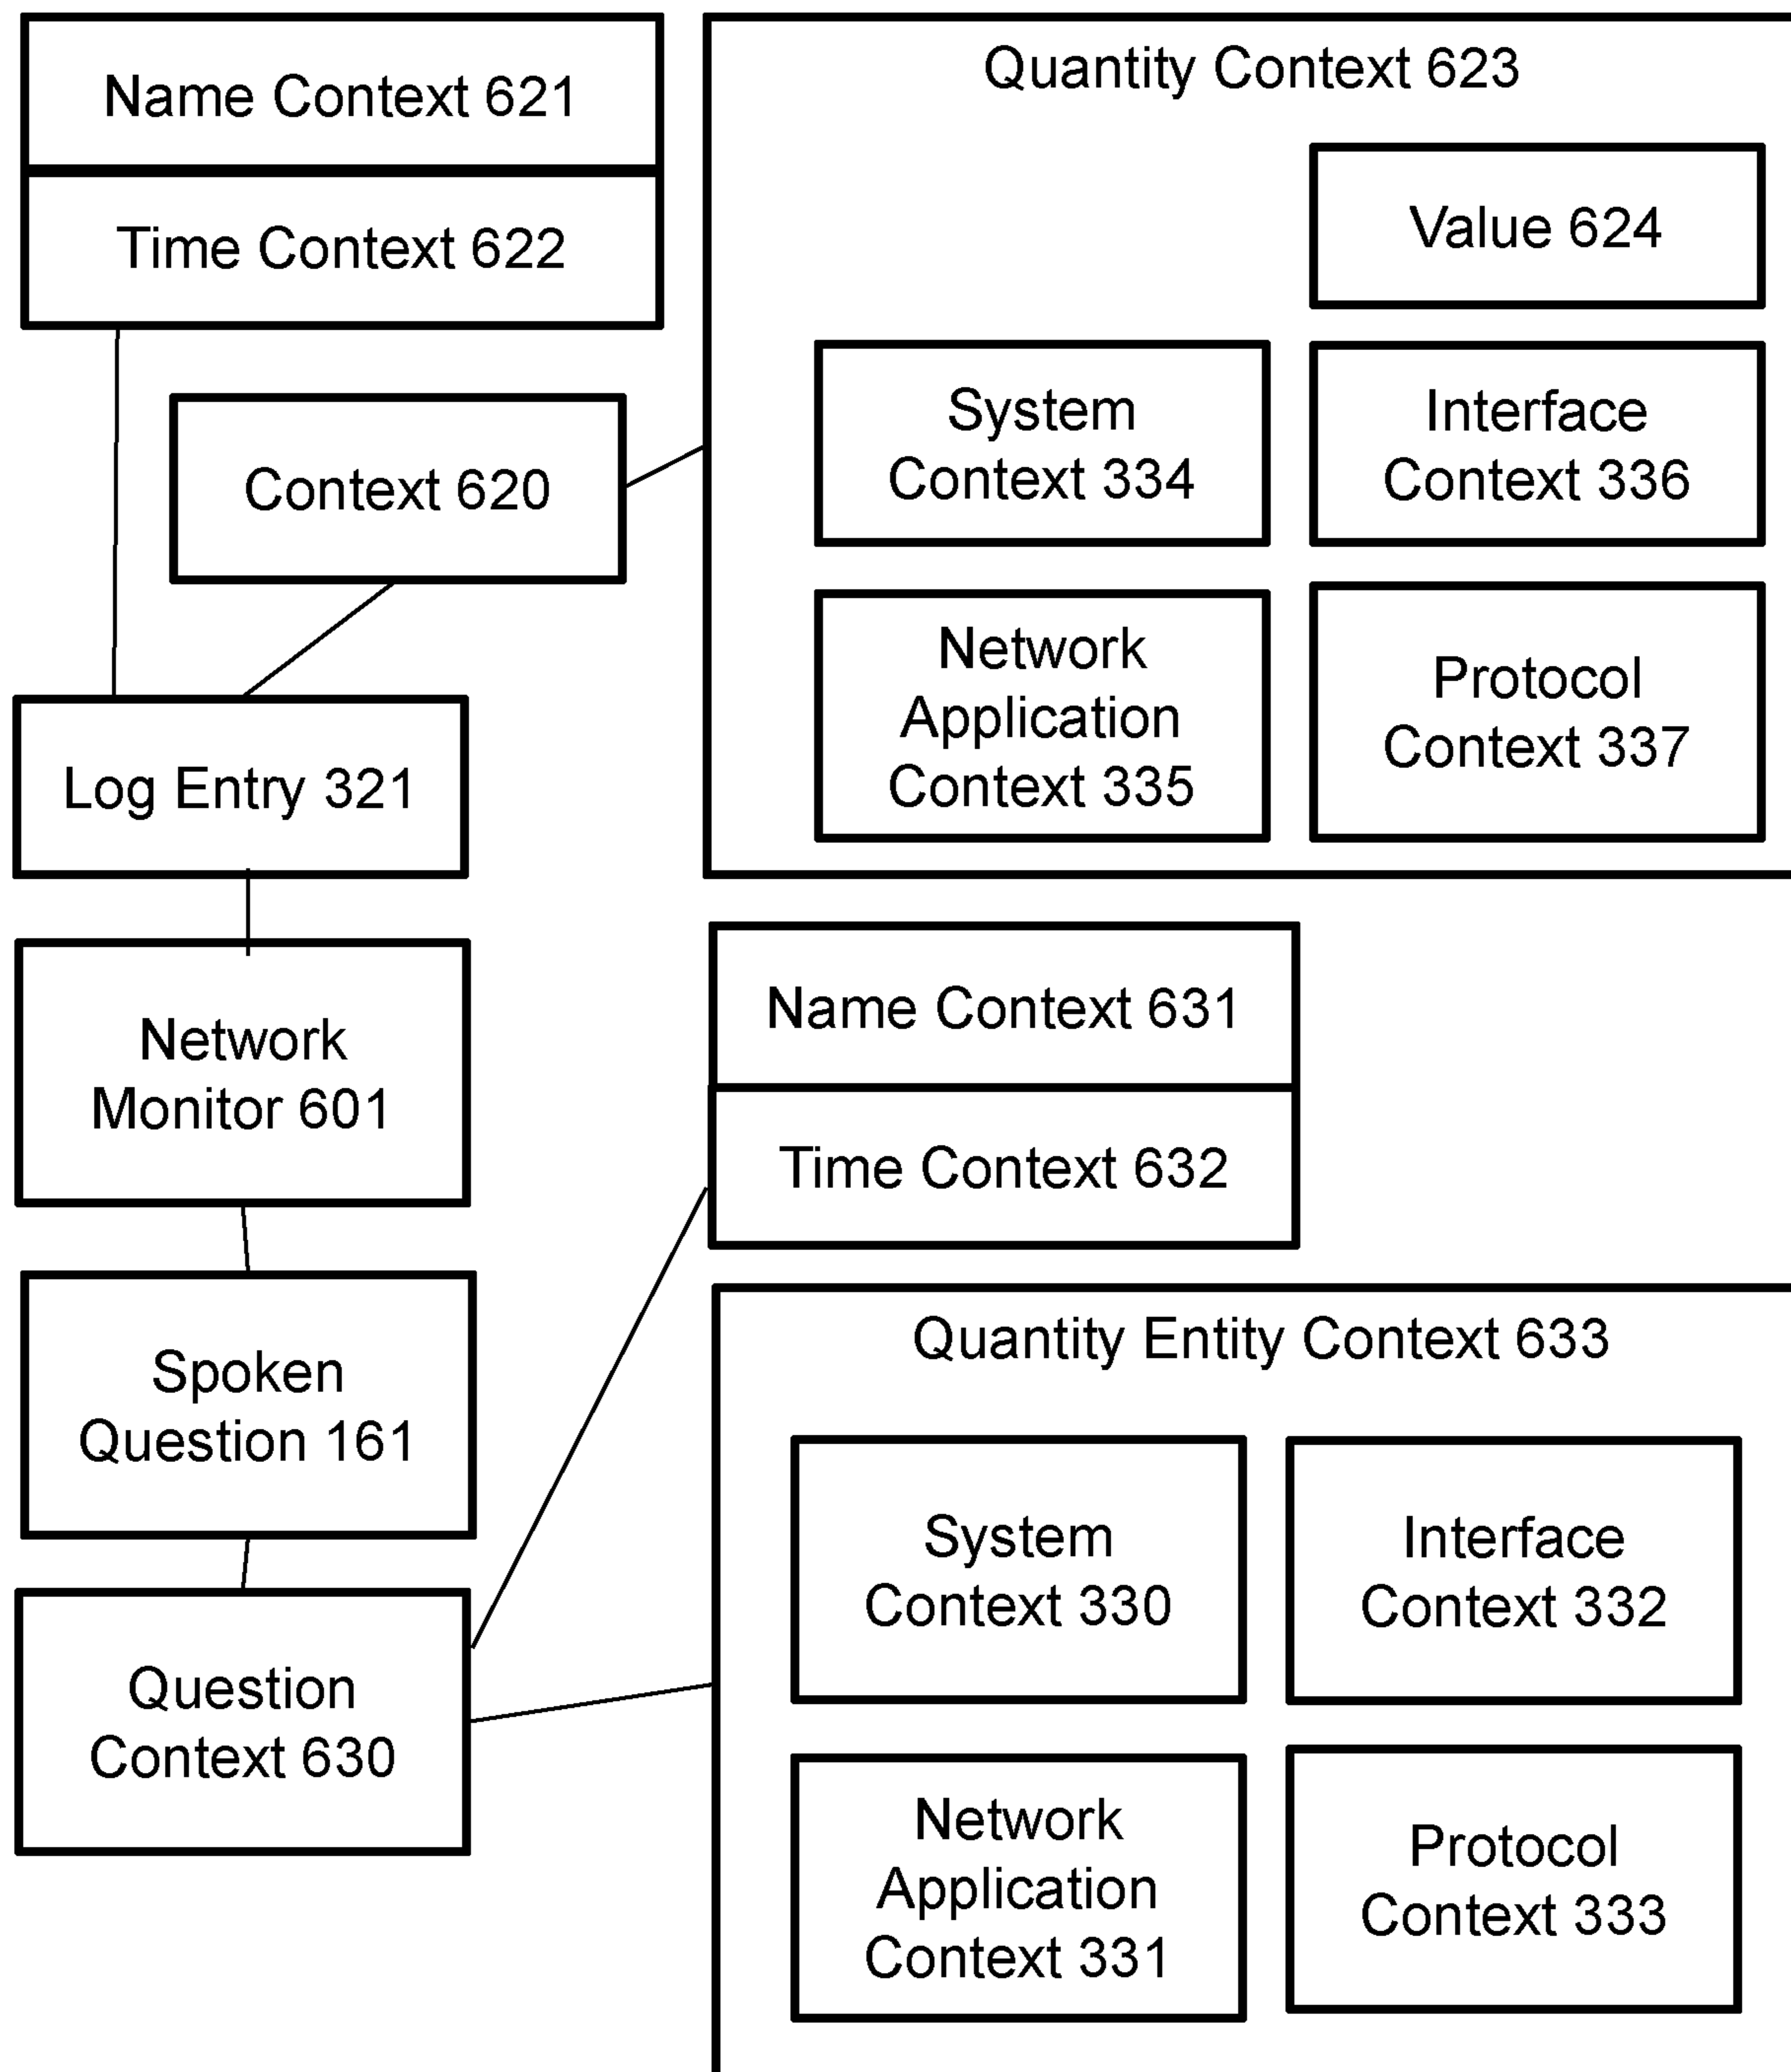 Name Context 621
Time Context 622
Context 620
Quantity Context 623
Value 624
System
Context 334
Interface
Context 336
Network
Application
Context 335
Protocol
Context 337
Log Entry 321
Network
Monitor 601
Name Context 631
Time Context 632
Spoken
Question 161
Question
Context 630
Quantity Entity Context 633
System
Context 330
Interface
Context 332
Network
Application
Context 331
Protocol
Context 333